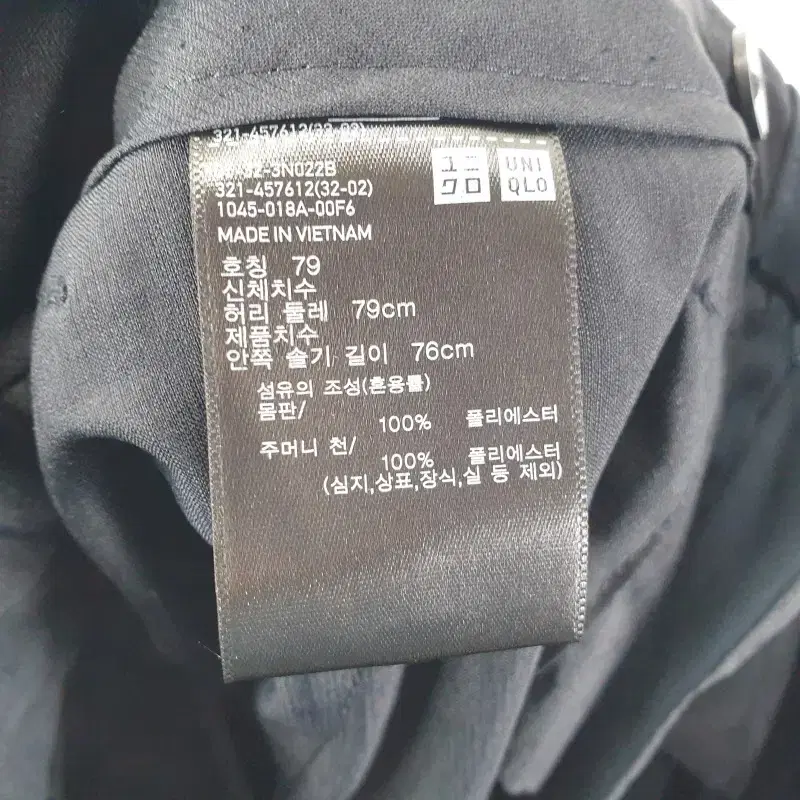 321-457612(32-02)
3N022B
321-457612(32-02)
1045-018A-00F6
MADE IN VIETNAM
ユニ
クロ
UNI
QLO
호칭 79
신체치수
허리 둘레 79cm
제품치수
안쪽 솔기 길이 76cm
섬유의 조성(혼용률)
몸판/
100% 폴리에스터
주머니 천/
100% 폴리에스터
(심지,상표,장식,실 등 제외)